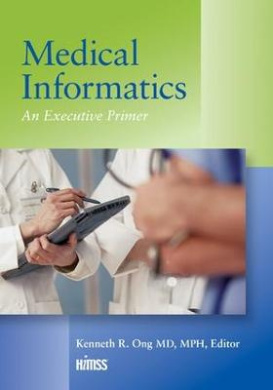 Medical
Informatics
An Executive Primer
Kenneth R. Ong MD, MPH, Editor
HIMSS